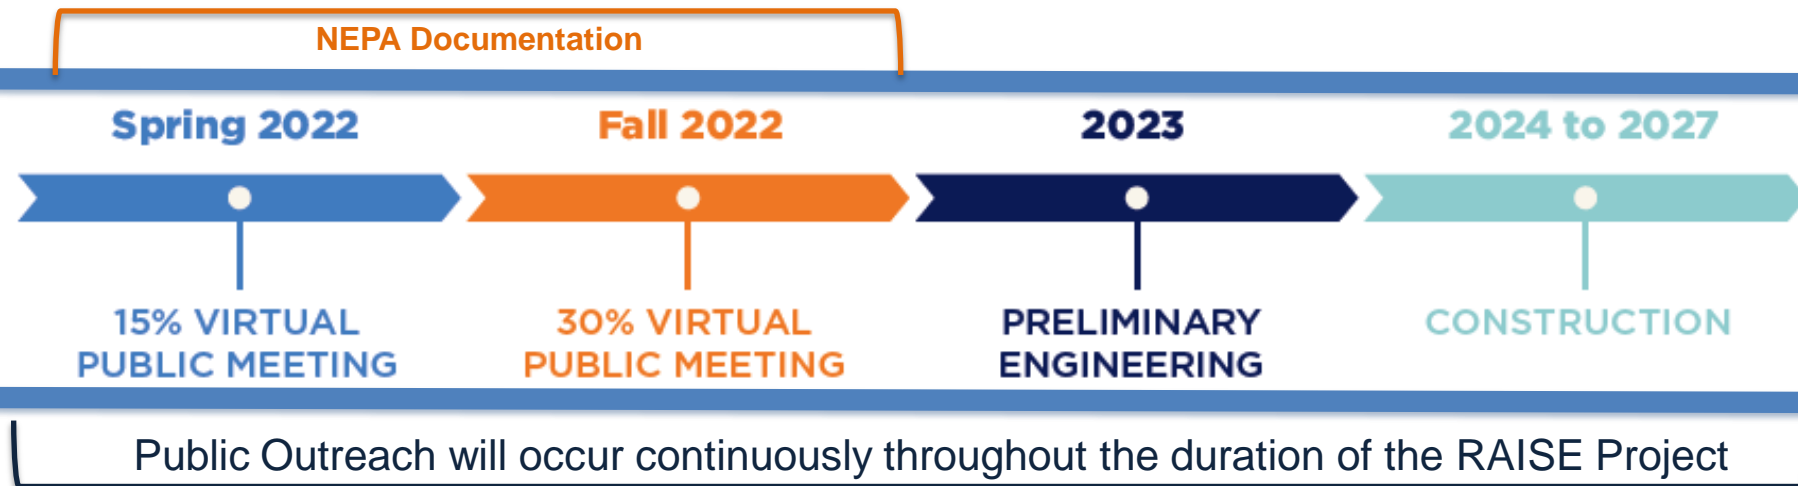 NEPA Documentation
Spring 2022
Fall 2022
2023
2024 to 2027
15% VIRTUAL
PUBLIC MEETING
30% VIRTUAL
PUBLIC MEETING
PRELIMINARY
ENGINEERING
CONSTRUCTION
Public Outreach will occur continuously throughout the duration of the RAISE Project